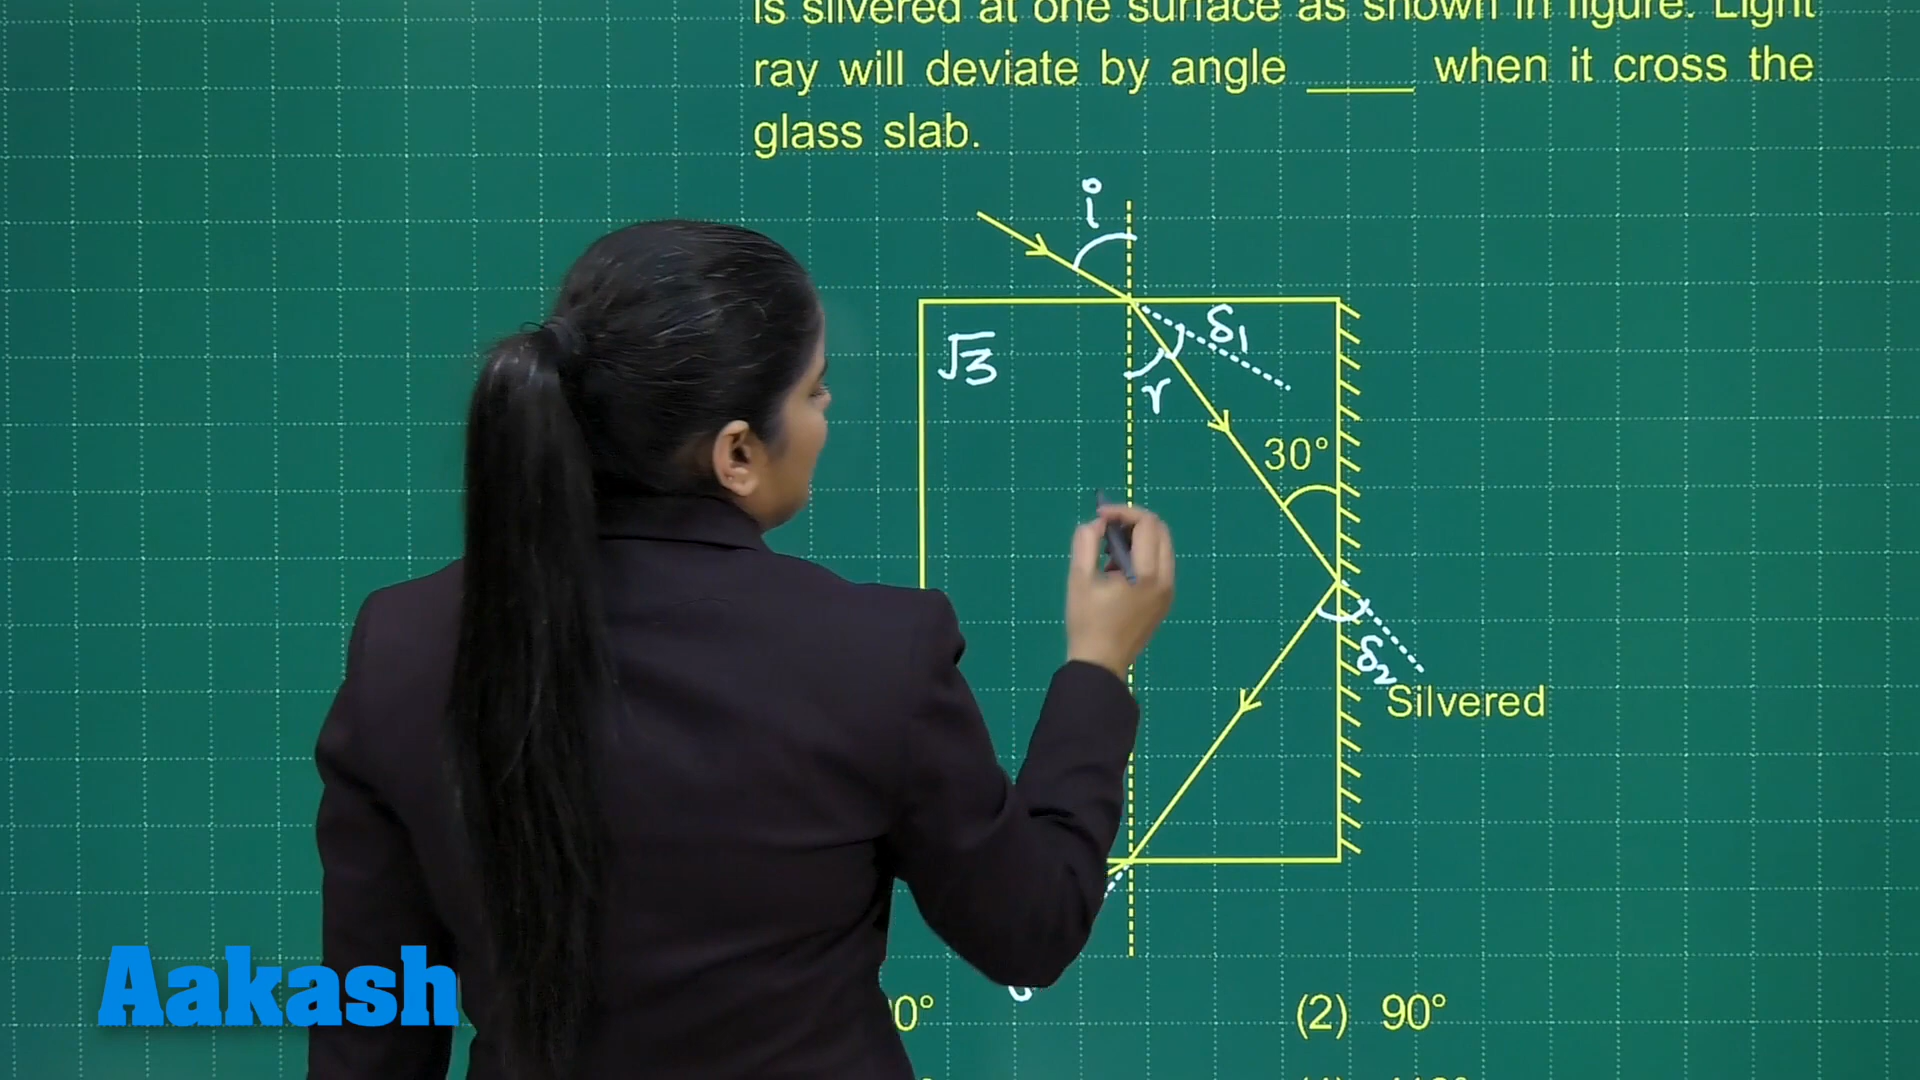 is silvered at one surface as shown in figure. Light
ray will deviate by angle _____ when it cross the
glass slab.
i
√3
δ1
r
30°
δ2
Silvered
0°
(2) 90°
Aakash